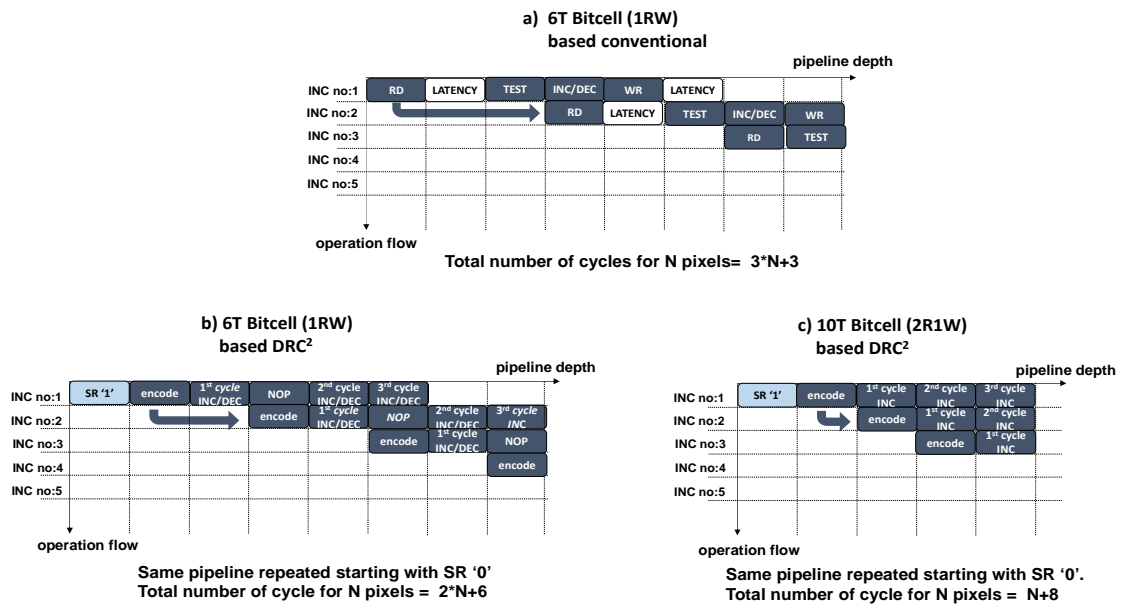 a) 6T Bitcell (1RW)
based conventional
pipeline depth
INC no:1 RD LATENCY TEST INC/DEC WR LATENCY
INC no:2 RD LATENCY TEST INC/DEC WR
INC no:3 RD TEST
INC no:4
INC no:5
operation flow
Total number of cycles for N pixels= 3*N+3
b) 6T Bitcell (1RW)
based DRC²
pipeline depth
INC no:1 SR ‘1’ encode 1st cycle INC/DEC NOP 2nd cycle INC/DEC 3rd cycle INC/DEC
INC no:2 encode 1st cycle INC/DEC NOP 2nd cycle INC/DEC 3rd cycle INC
INC no:3 encode 1st cycle INC/DEC NOP
INC no:4 encode
INC no:5
operation flow
Same pipeline repeated starting with SR ‘0’
Total number of cycle for N pixels = 2*N+6
c) 10T Bitcell (2R1W)
based DRC²
pipeline depth
INC no:1 SR ‘1’ encode 1st cycle INC 2nd cycle INC 3rd cycle INC
INC no:2 encode 1st cycle INC 2nd cycle INC
INC no:3 encode 1st cycle INC
INC no:4
INC no:5
operation flow
Same pipeline repeated starting with SR ‘0’.
Total number of cycle for N pixels = N+8